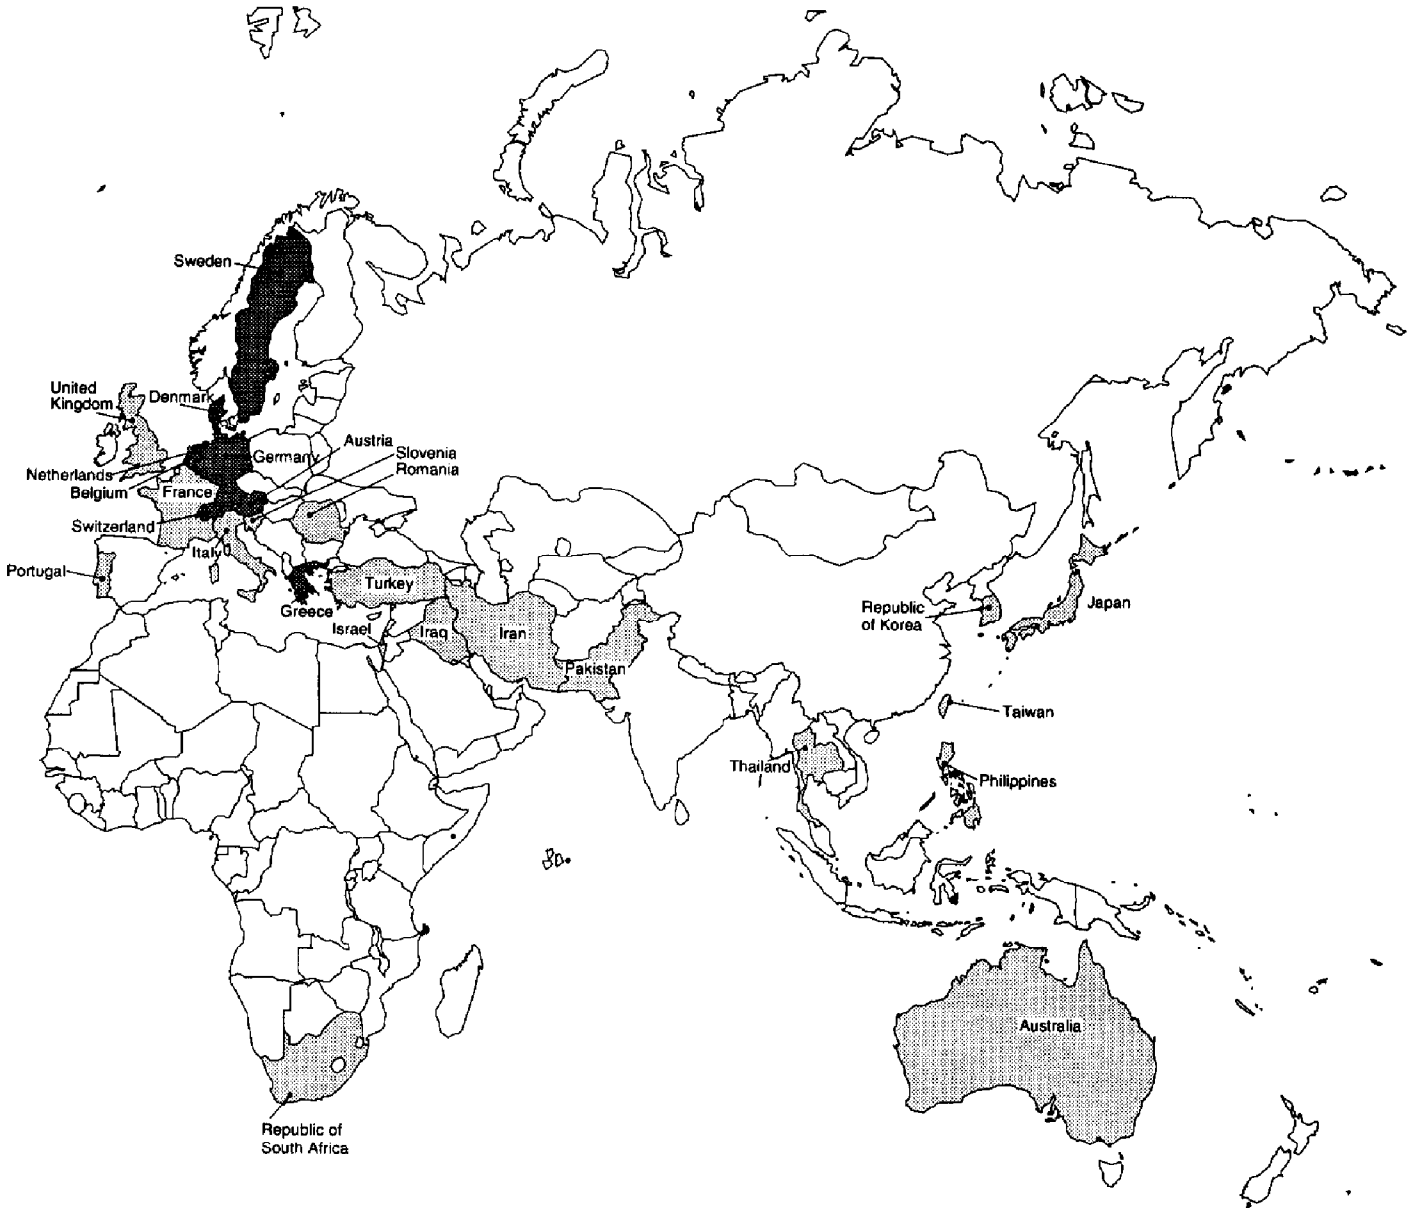 Sweden
United
Kingdom
Denmark
Austria
Slovenia
Romania
Germany
Netherlands
Belgium
France
Switzerland
Italy
Portugal
Turkey
Greece
Israel
Iraq
Iran
Pakistan
Republic
of Korea
Japan
Taiwan
Thailand
Philippines
Australia
Republic of
South Africa